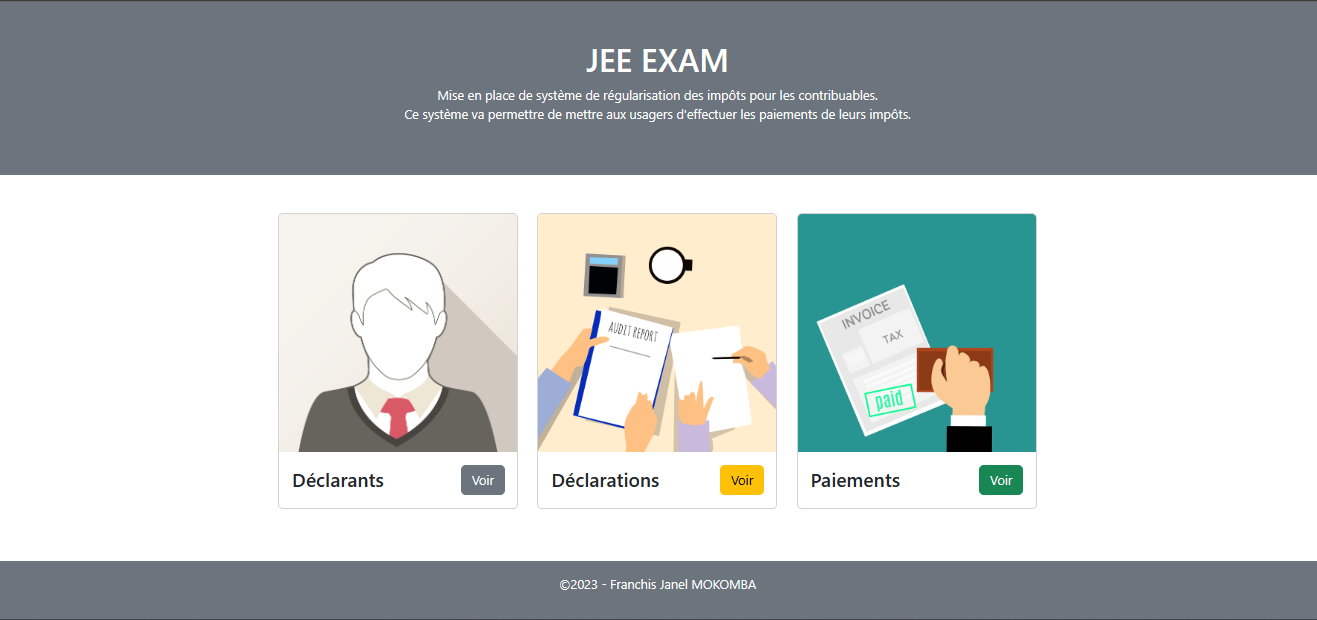 JEE EXAM
Mise en place de système de régularisation des impôts pour les contribuables.
Ce système va permettre de mettre aux usagers d'effectuer les paiements de leurs impôts.
AUDIT REPORT
INVOICE
TAX
paid
Déclarants
Voir
Déclarations
Voir
Paiements
Voir
©2023 - Franchis Janel MOKOMBA